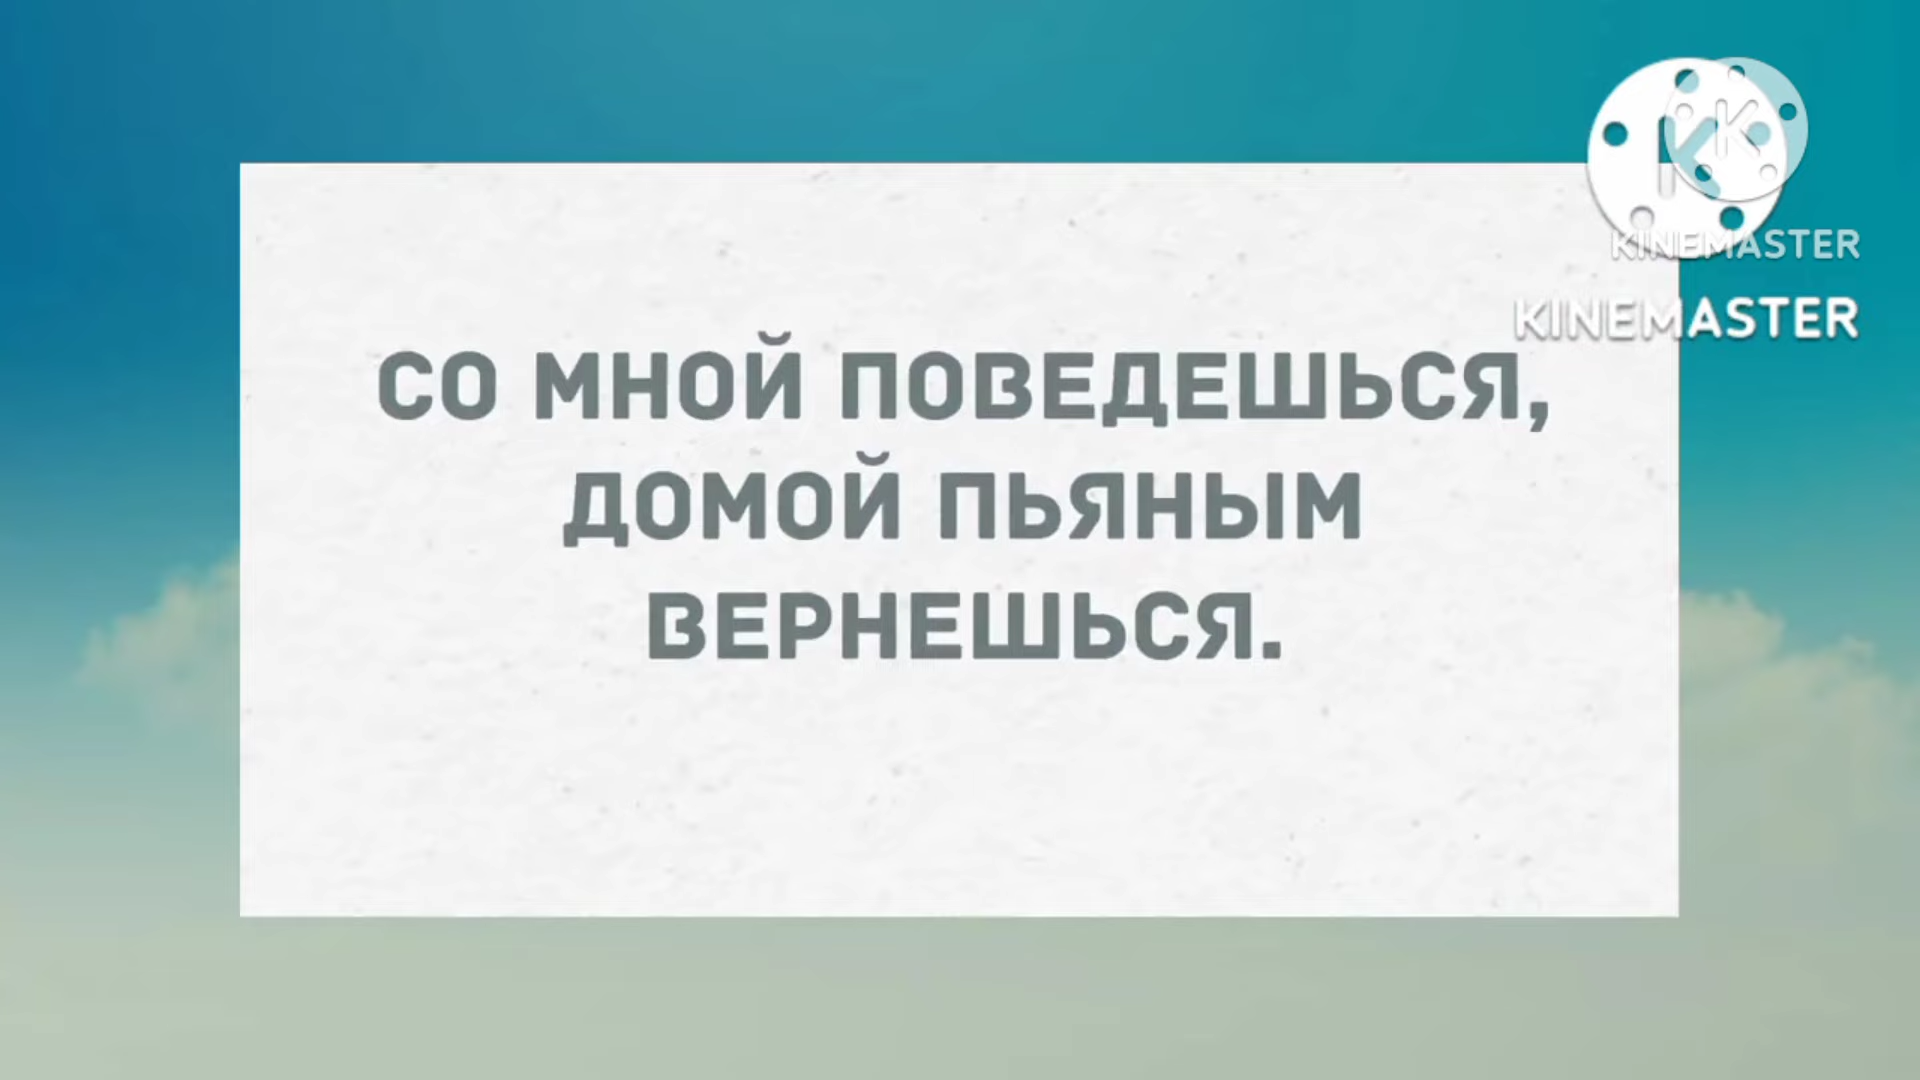 KINEMASTER
KINEMASTER
СО МНОЙ ПОВЕДЕШЬСЯ,
ДОМОЙ ПЬЯНЫМ
ВЕРНЕШЬСЯ.